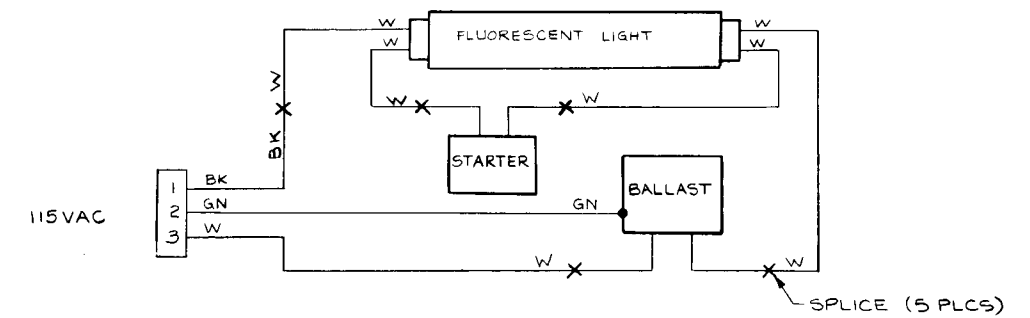 W
W
FLUORESCENT LIGHT
W
W
W
BK
W
W
STARTER
BALLAST
115VAC
1
BK
2
GN
GN
3
W
W
W
SPLICE (5 PLCS)